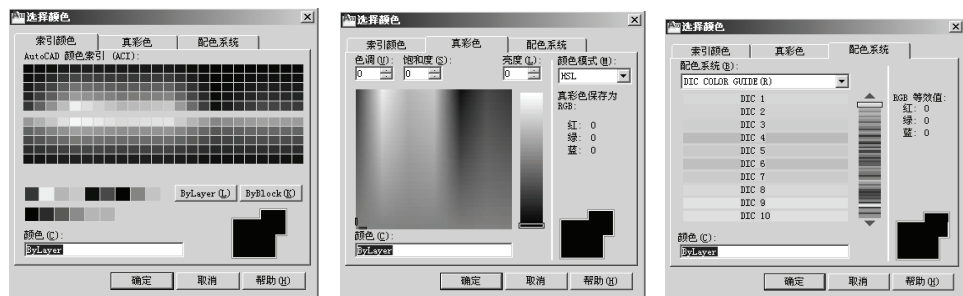 选择颜色
索引颜色 真彩色 配色系统
AutoCAD 颜色索引 (ACI):
ByLayer(L) ByBlock(K)
颜色(C):
ByLayer
确定 取消 帮助(H)
选择颜色
索引颜色 真彩色 配色系统
色调(U): 饱和度(S): 亮度(L): 颜色模式(M):
0 0 0 HSL
真彩色保存为
RGB:
红: 0
绿: 0
蓝: 0
颜色(C):
ByLayer
确定 取消 帮助(H)
选择颜色
索引颜色 真彩色 配色系统
配色系统(B):
DIC COLOR GUIDE(R)
DIC 1
DIC 2
DIC 3
DIC 4
DIC 5
DIC 6
DIC 7
DIC 8
DIC 9
DIC 10
RGB 等效值:
红: 0
绿: 0
蓝: 0
颜色(C):
ByLayer
确定 取消 帮助(H)